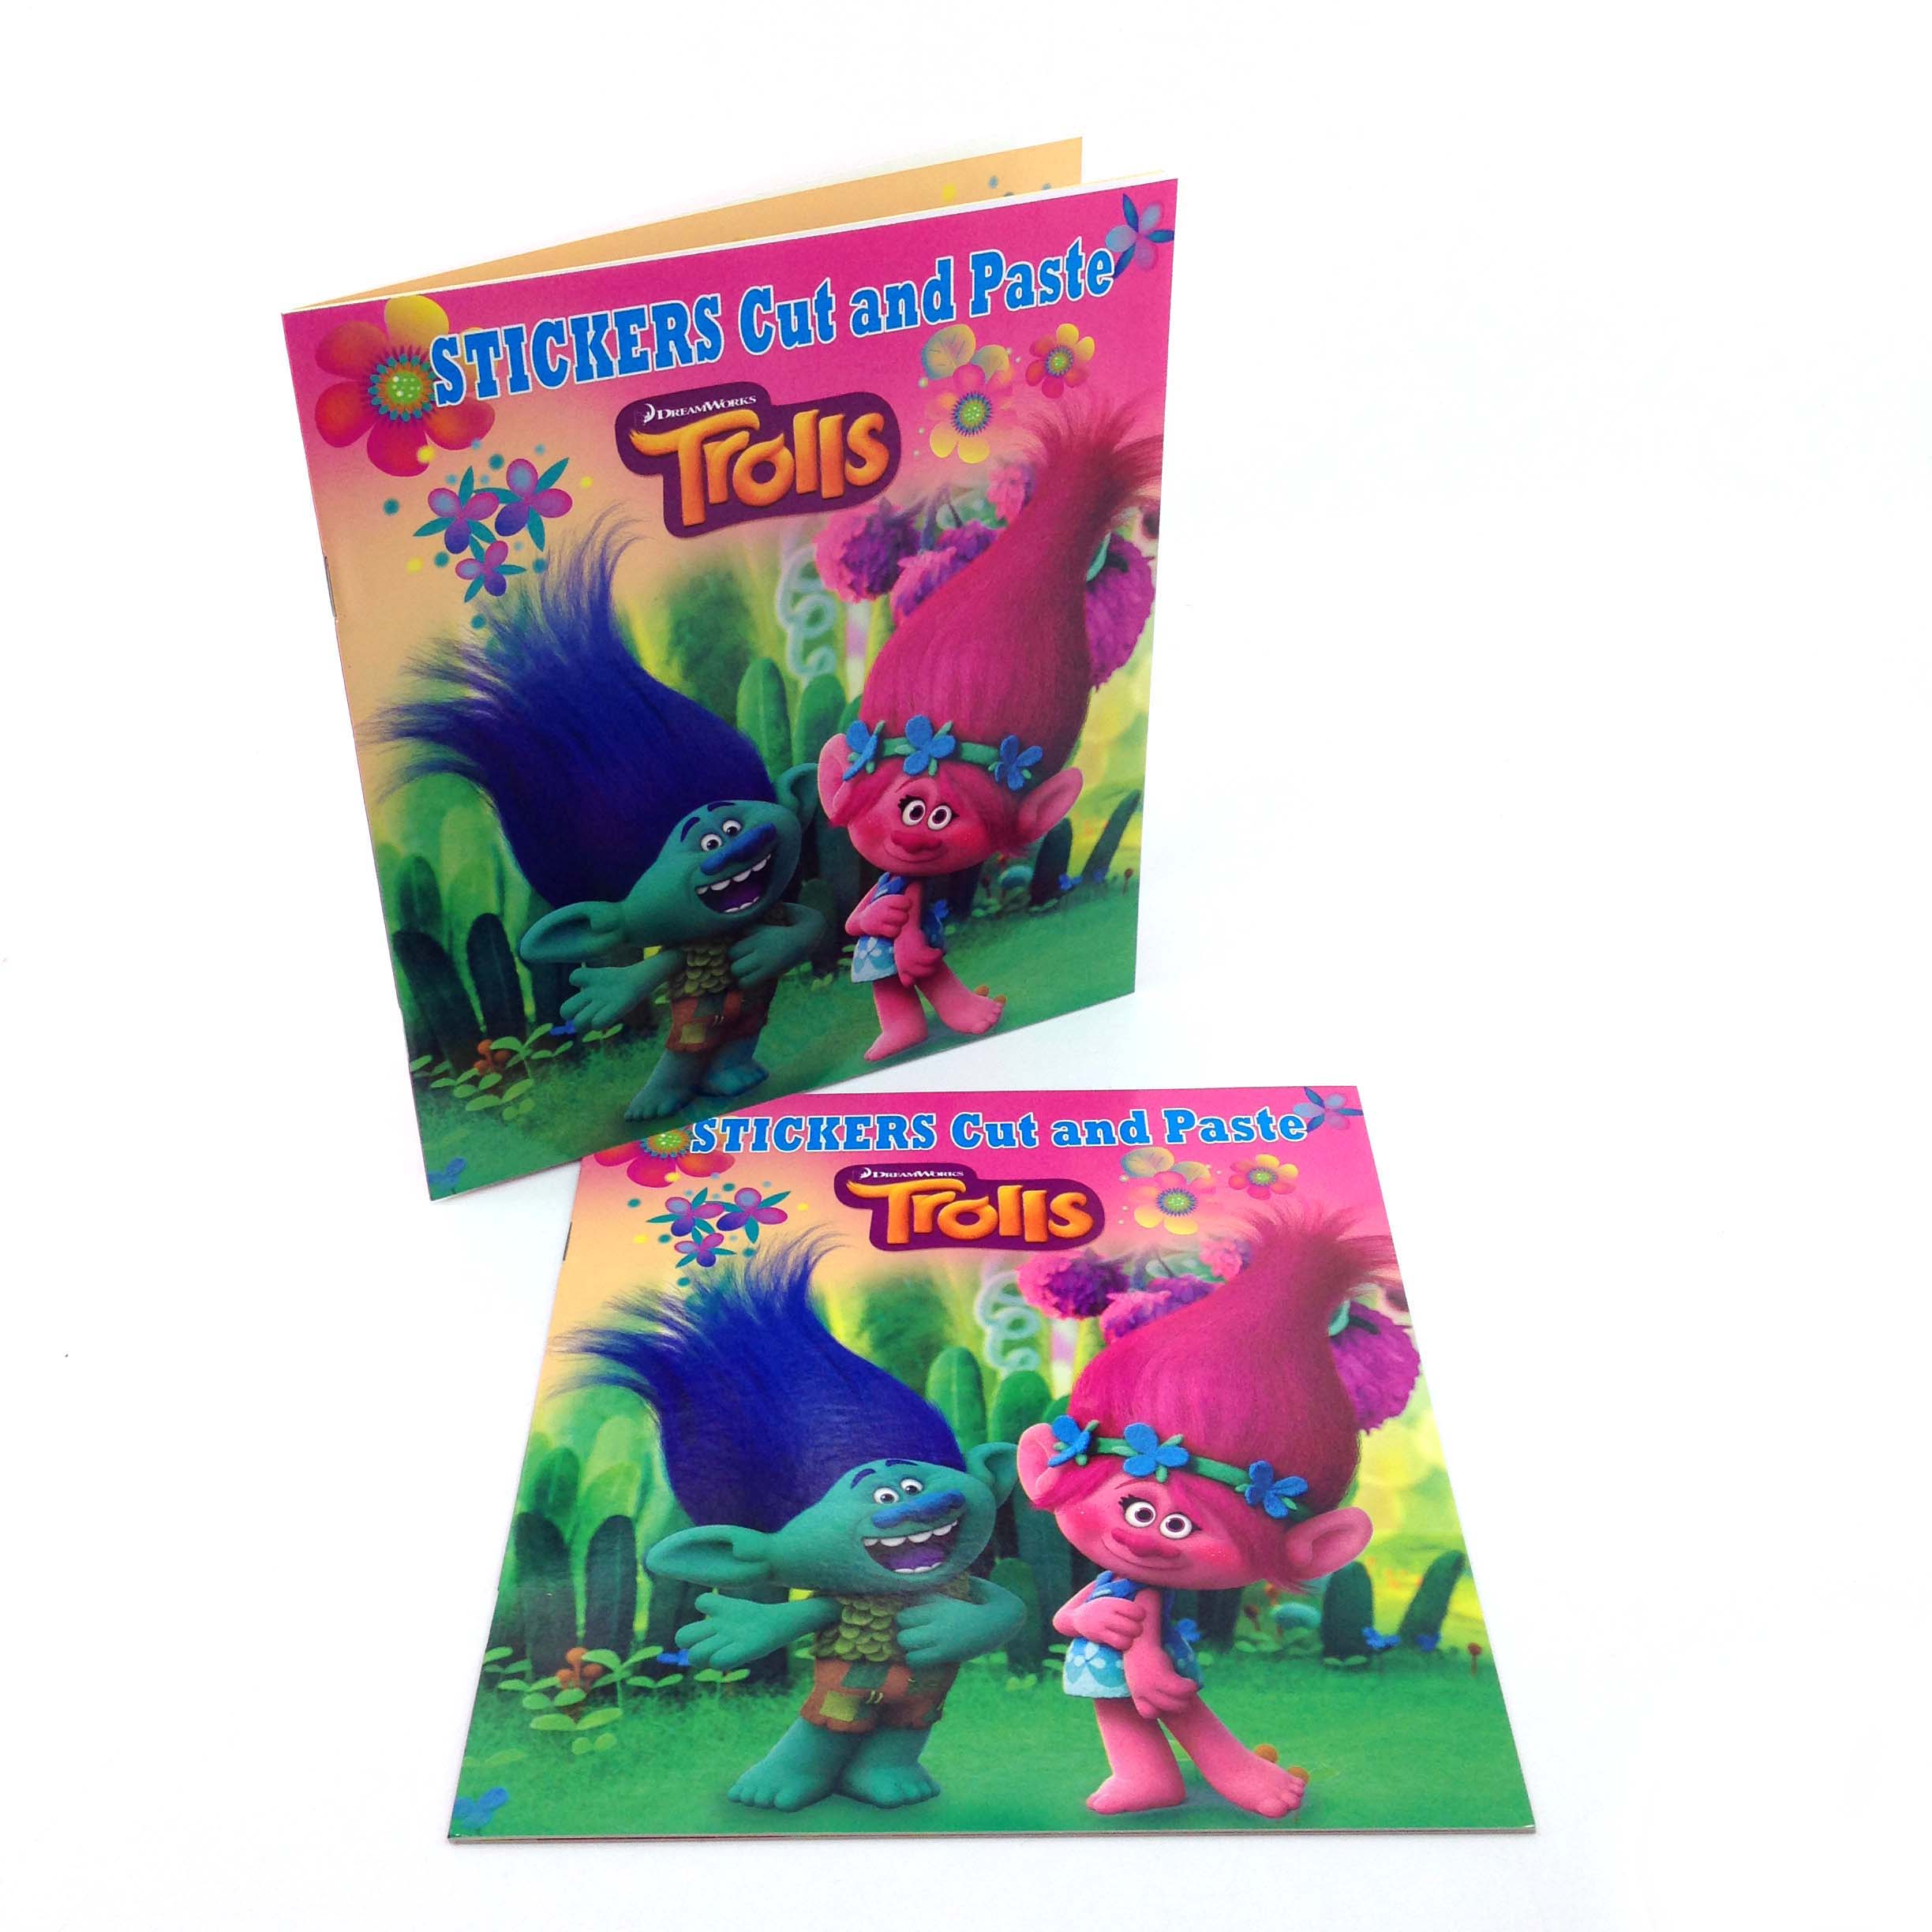 STICKERS Cut and Paste
DREAMWORKS
Trolls
STICKERS Cut and Paste
DREAMWORKS
Trolls